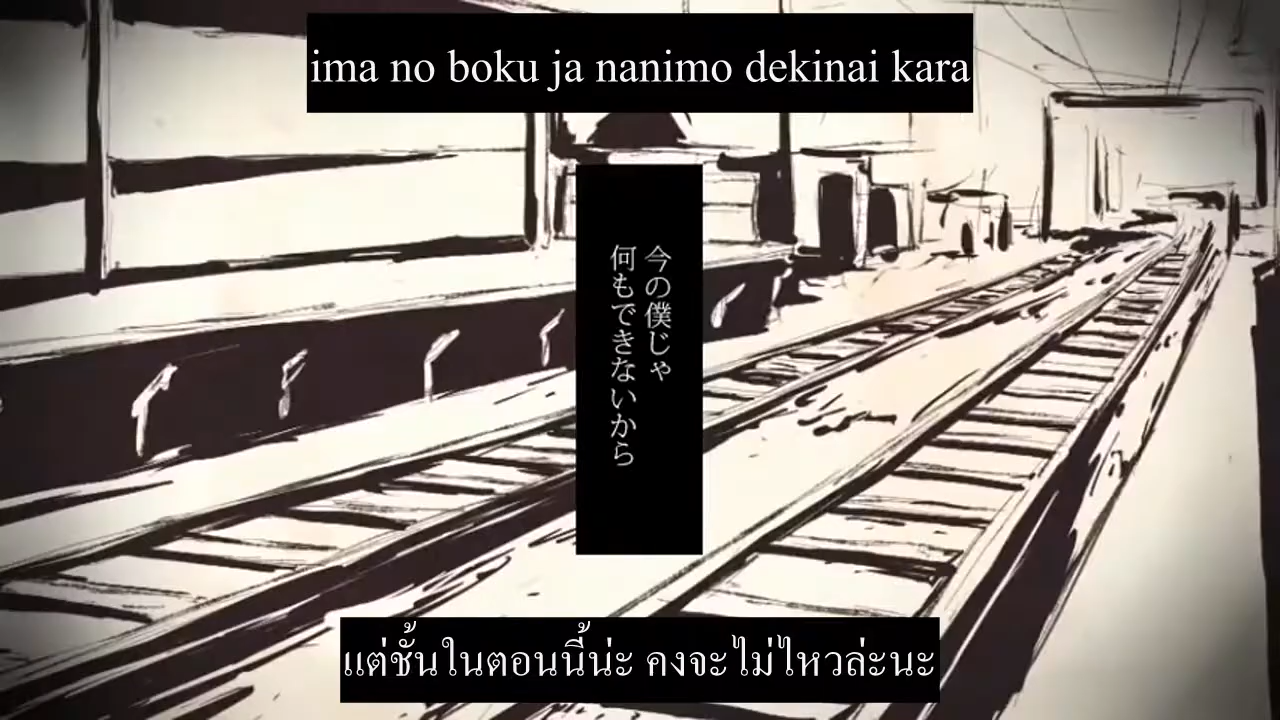 ima no boku ja nanimo dekinai kara
今の僕じゃ
何もできないから
แต่ชั้นในตอนนี้น่ะ คงจะไม่ไหวล่ะนะ